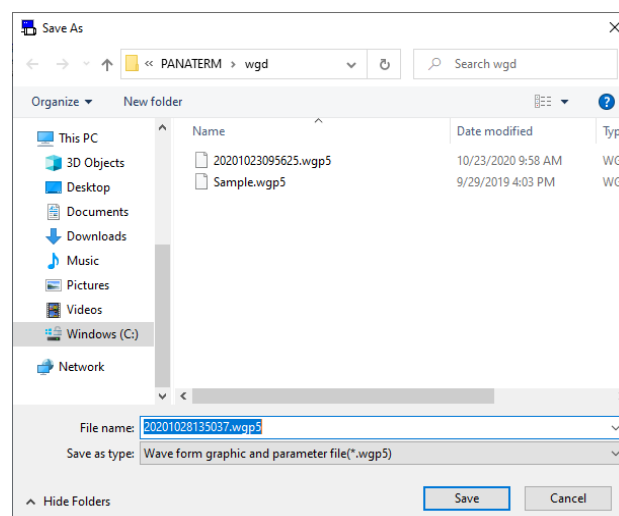 Save As
« PANATERM › wgd
Search wgd
Organize
New folder
?
This PC
3D Objects
Desktop
Documents
Downloads
Music
Pictures
Videos
Windows (C:)
Network
Name
Date modified
Typ
20201023095625.wgp5
10/23/2020 9:58 AM
WG
Sample.wgp5
9/29/2019 4:03 PM
WG
File name: 20201028135037.wgp5
Save as type: Wave form graphic and parameter file(*.wgp5)
Hide Folders
Save
Cancel